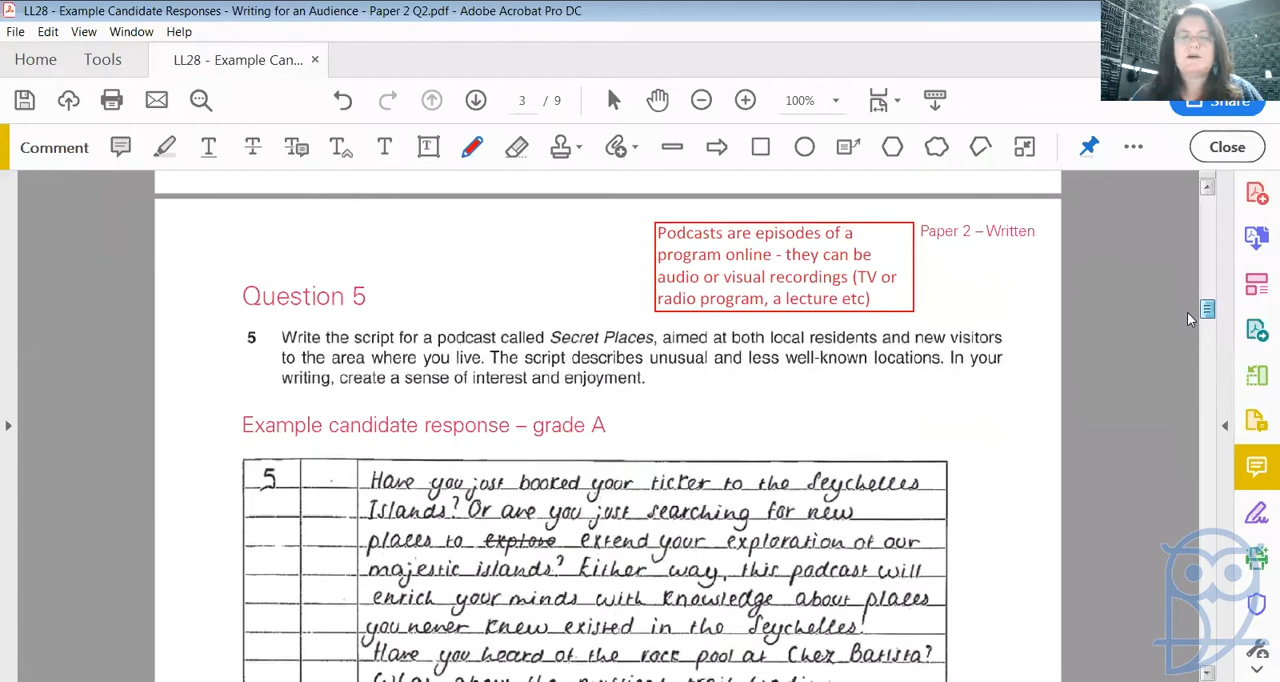 LL28 - Example Candidate Responses - Writing for an Audience - Paper 2 Q2.pdf - Adobe Acrobat Pro DC
File Edit View Window Help
Home Tools LL28 - Example Can... ×
3 / 9 100%
Share
Comment
Close
Podcasts are episodes of a
program online - they can be
audio or visual recordings (TV or
radio program, a lecture etc)
Paper 2 – Written
Question 5
5 Write the script for a podcast called Secret Places, aimed at both local residents and new visitors
to the area where you live. The script describes unusual and less well-known locations. In your
writing, create a sense of interest and enjoyment.
Example candidate response – grade A
5 Have you just booked your ticket to the Seychelles
Islands? Or are you just searching for new
places to explore extend your exploration of our
majestic islands? Either way, this podcast will
enrich your minds with knowledge about places
you never knew existed in the Seychelles!
Have you heard of the rock pool at Chez Batista?
What about the